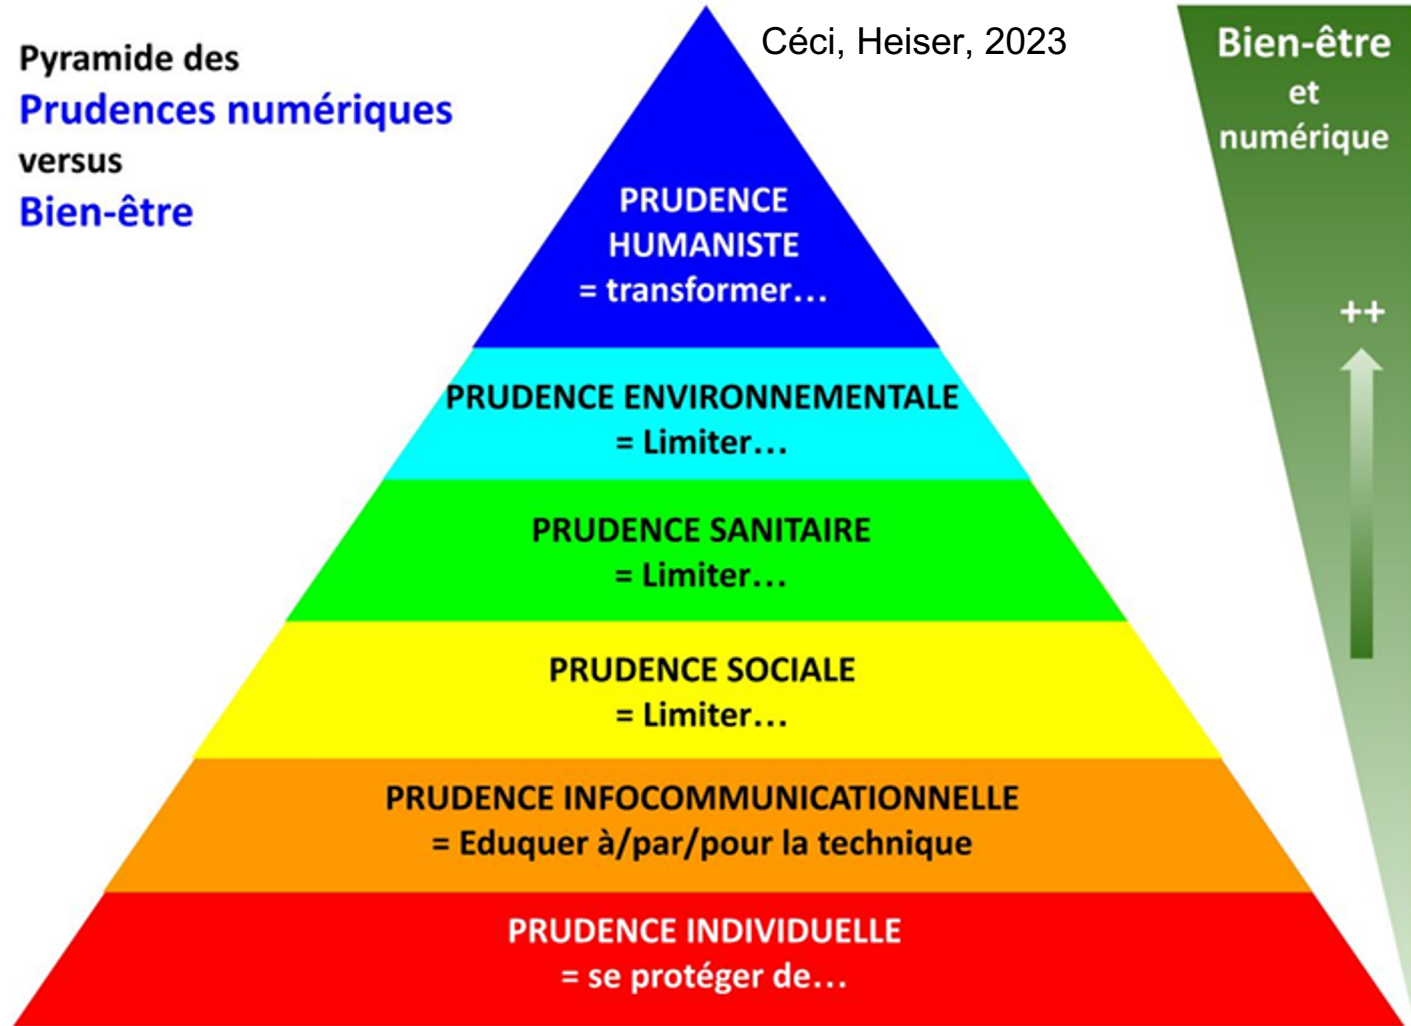 Pyramide des
Prudences numériques
versus
Bien-être
Céci, Heiser, 2023
Bien-être
et
numérique
++
PRUDENCE
HUMANISTE
= transformer…
PRUDENCE ENVIRONNEMENTALE
= Limiter…
PRUDENCE SANITAIRE
= Limiter…
PRUDENCE SOCIALE
= Limiter…
PRUDENCE INFOCOMMUNICATIONNELLE
= Eduquer à/par/pour la technique
PRUDENCE INDIVIDUELLE
= se protéger de…